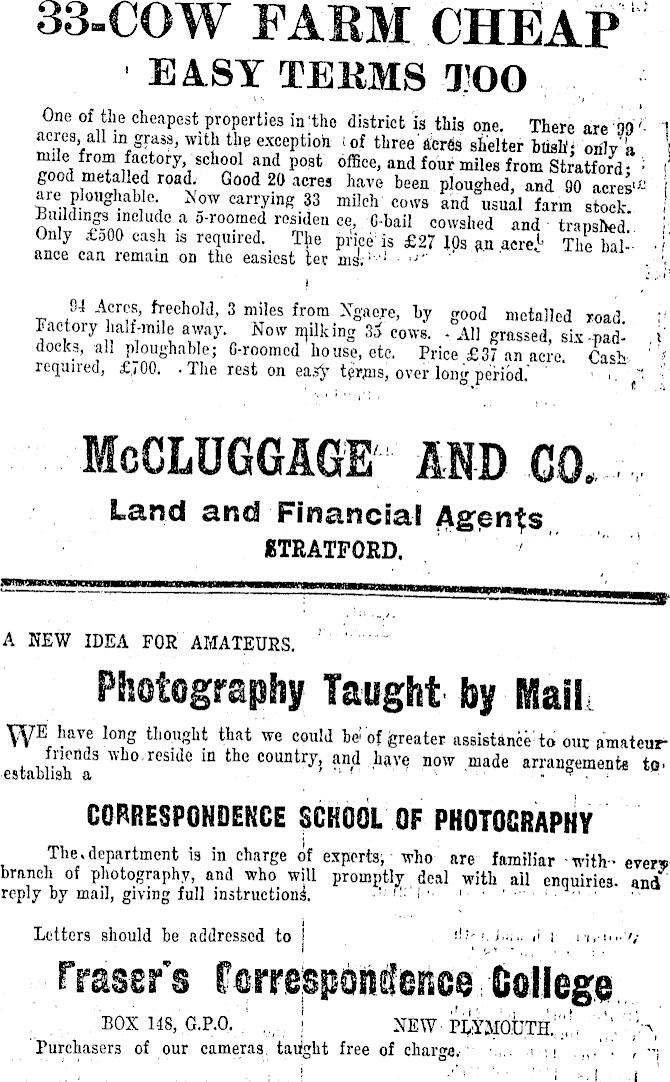 33-COW FARM CHEAP
EASY TERMS TOO
One of the cheapest properties in the district is this one. There are 99
acres, all in grass, with the exception of three acres shelter bush; only a
mile from factory, school and post office, and four miles from Stratford;
good metalled road. Good 20 acres have been ploughed, and 90 acres
are ploughable. Now carrying 33 milch cows and usual farm stock.
Buildings include a 5-roomed residence, 6-bail cowshed and trapshed.
Only £500 cash is required. The price is £27 10s an acre. The bal-
ance can remain on the easiest terms.
94 Acres, freehold, 3 miles from Ngaere, by good metalled road.
Factory half-mile away. Now milking 35 cows. All grassed, six pad-
docks, all ploughable; 6-roomed house, etc. Price £37 an acre. Cash
required, £700. The rest on easy terms, over long period.
McCLUGGAGE AND CO.
Land and Financial Agents
STRATFORD.
A NEW IDEA FOR AMATEURS.
Photography Taught by Mail
WE have long thought that we could be of greater assistance to our amateur
friends who reside in the country, and have now made arrangements to
establish a
CORRESPONDENCE SCHOOL OF PHOTOGRAPHY
The department is in charge of experts, who are familiar with every
branch of photography, and who will promptly deal with all enquiries and
reply by mail, giving full instructions.
Letters should be addressed to
Fraser's Correspondence College
BOX 148, G.P.O. NEW PLYMOUTH.
Purchasers of our cameras taught free of charge.